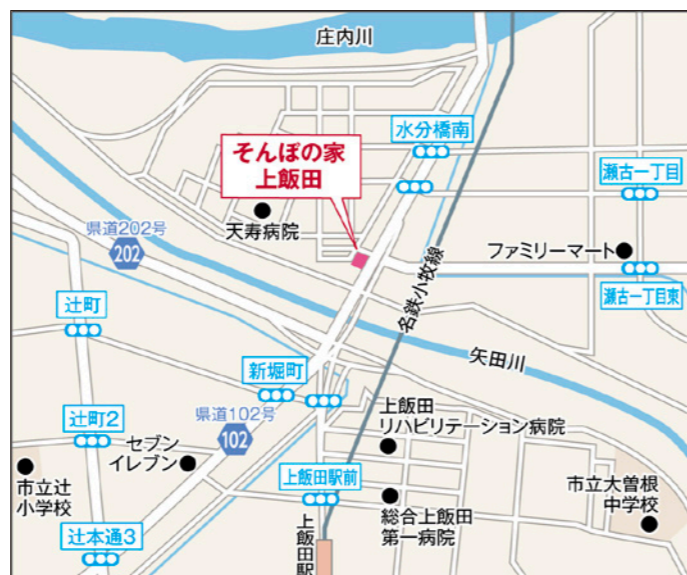 庄内川
水分橋南
そんぽの家
上飯田
瀬古一丁目
天寿病院
県道202号
202
ファミリーマート
瀬古一丁目東
名鉄小牧線
辻町
矢田川
新堀町
上飯田
リハビリテーション病院
県道102号
102
辻町2
セブン
イレブン
上飯田駅前
市立辻
小学校
総合上飯田
第一病院
市立大曽根
中学校
辻本通3
上飯田駅